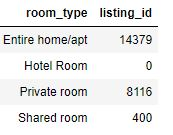 room_type listing_id
Entire home/apt 14379
Hotel Room 0
Private room 8116
Shared room 400